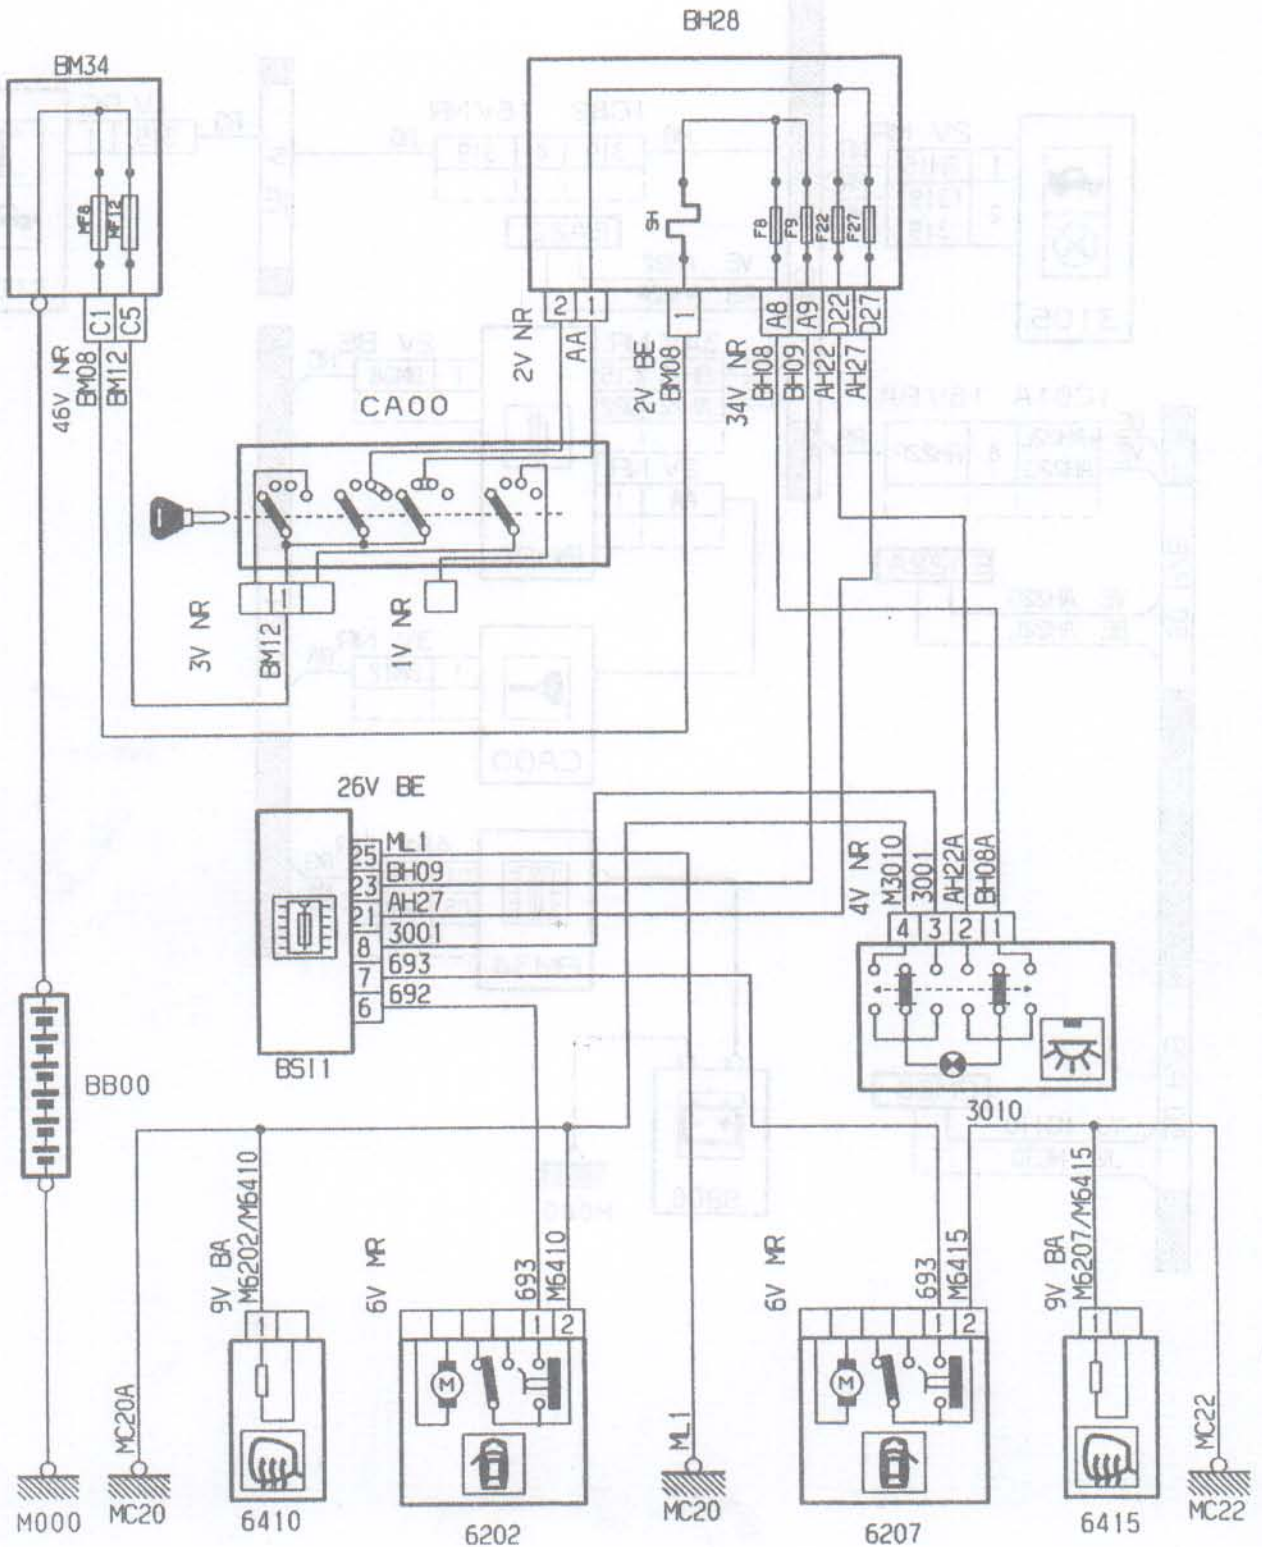 BH28
BM34
MF8
MF12
SH
F8
F9
F22
F27
C1
C5
2
1
1
A8
A9
D22
D27
46V NR
BM08
BM12
2V NR
AA
2V BE
BM08
34V NR
BH08
BH09
AH22
AH27
CA00
1
3V NR
BM12
1V NR
26V BE
25
ML1
23
BH09
21
AH27
8
3001
7
693
6
692
BS11
4V NR
M3010
3001
AH22A
BH08A
4
3
2
1
3010
BB00
9V BA
M6202/M6410
1
6410
6V MR
693
M6410
1
2
M
6202
6V MR
693
M6415
1
2
M
6207
9V BA
M6207/M6415
1
6415
M000
MC20A
MC20
ML1
MC20
MC22
MC22